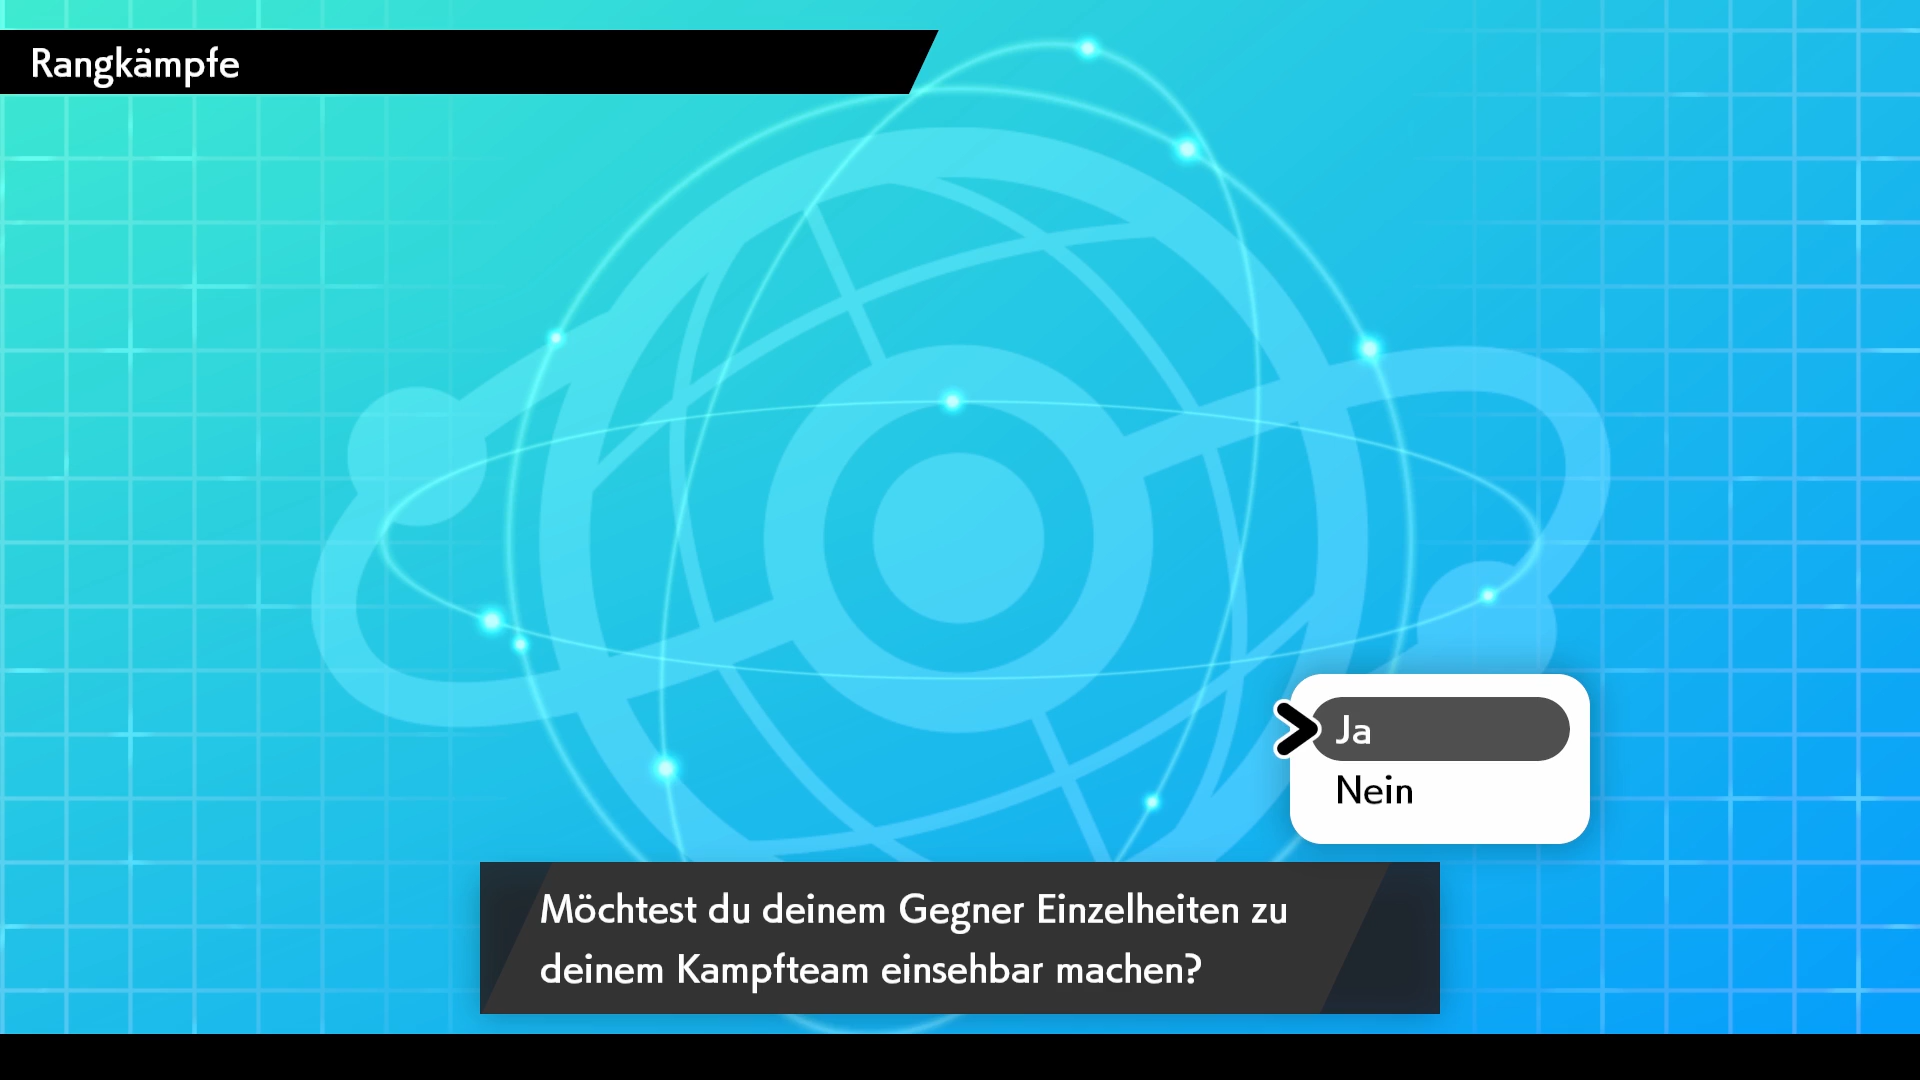 Rangkämpfe
Ja
Nein
Möchtest du deinem Gegner Einzelheiten zu
deinem Kampfteam einsehbar machen?